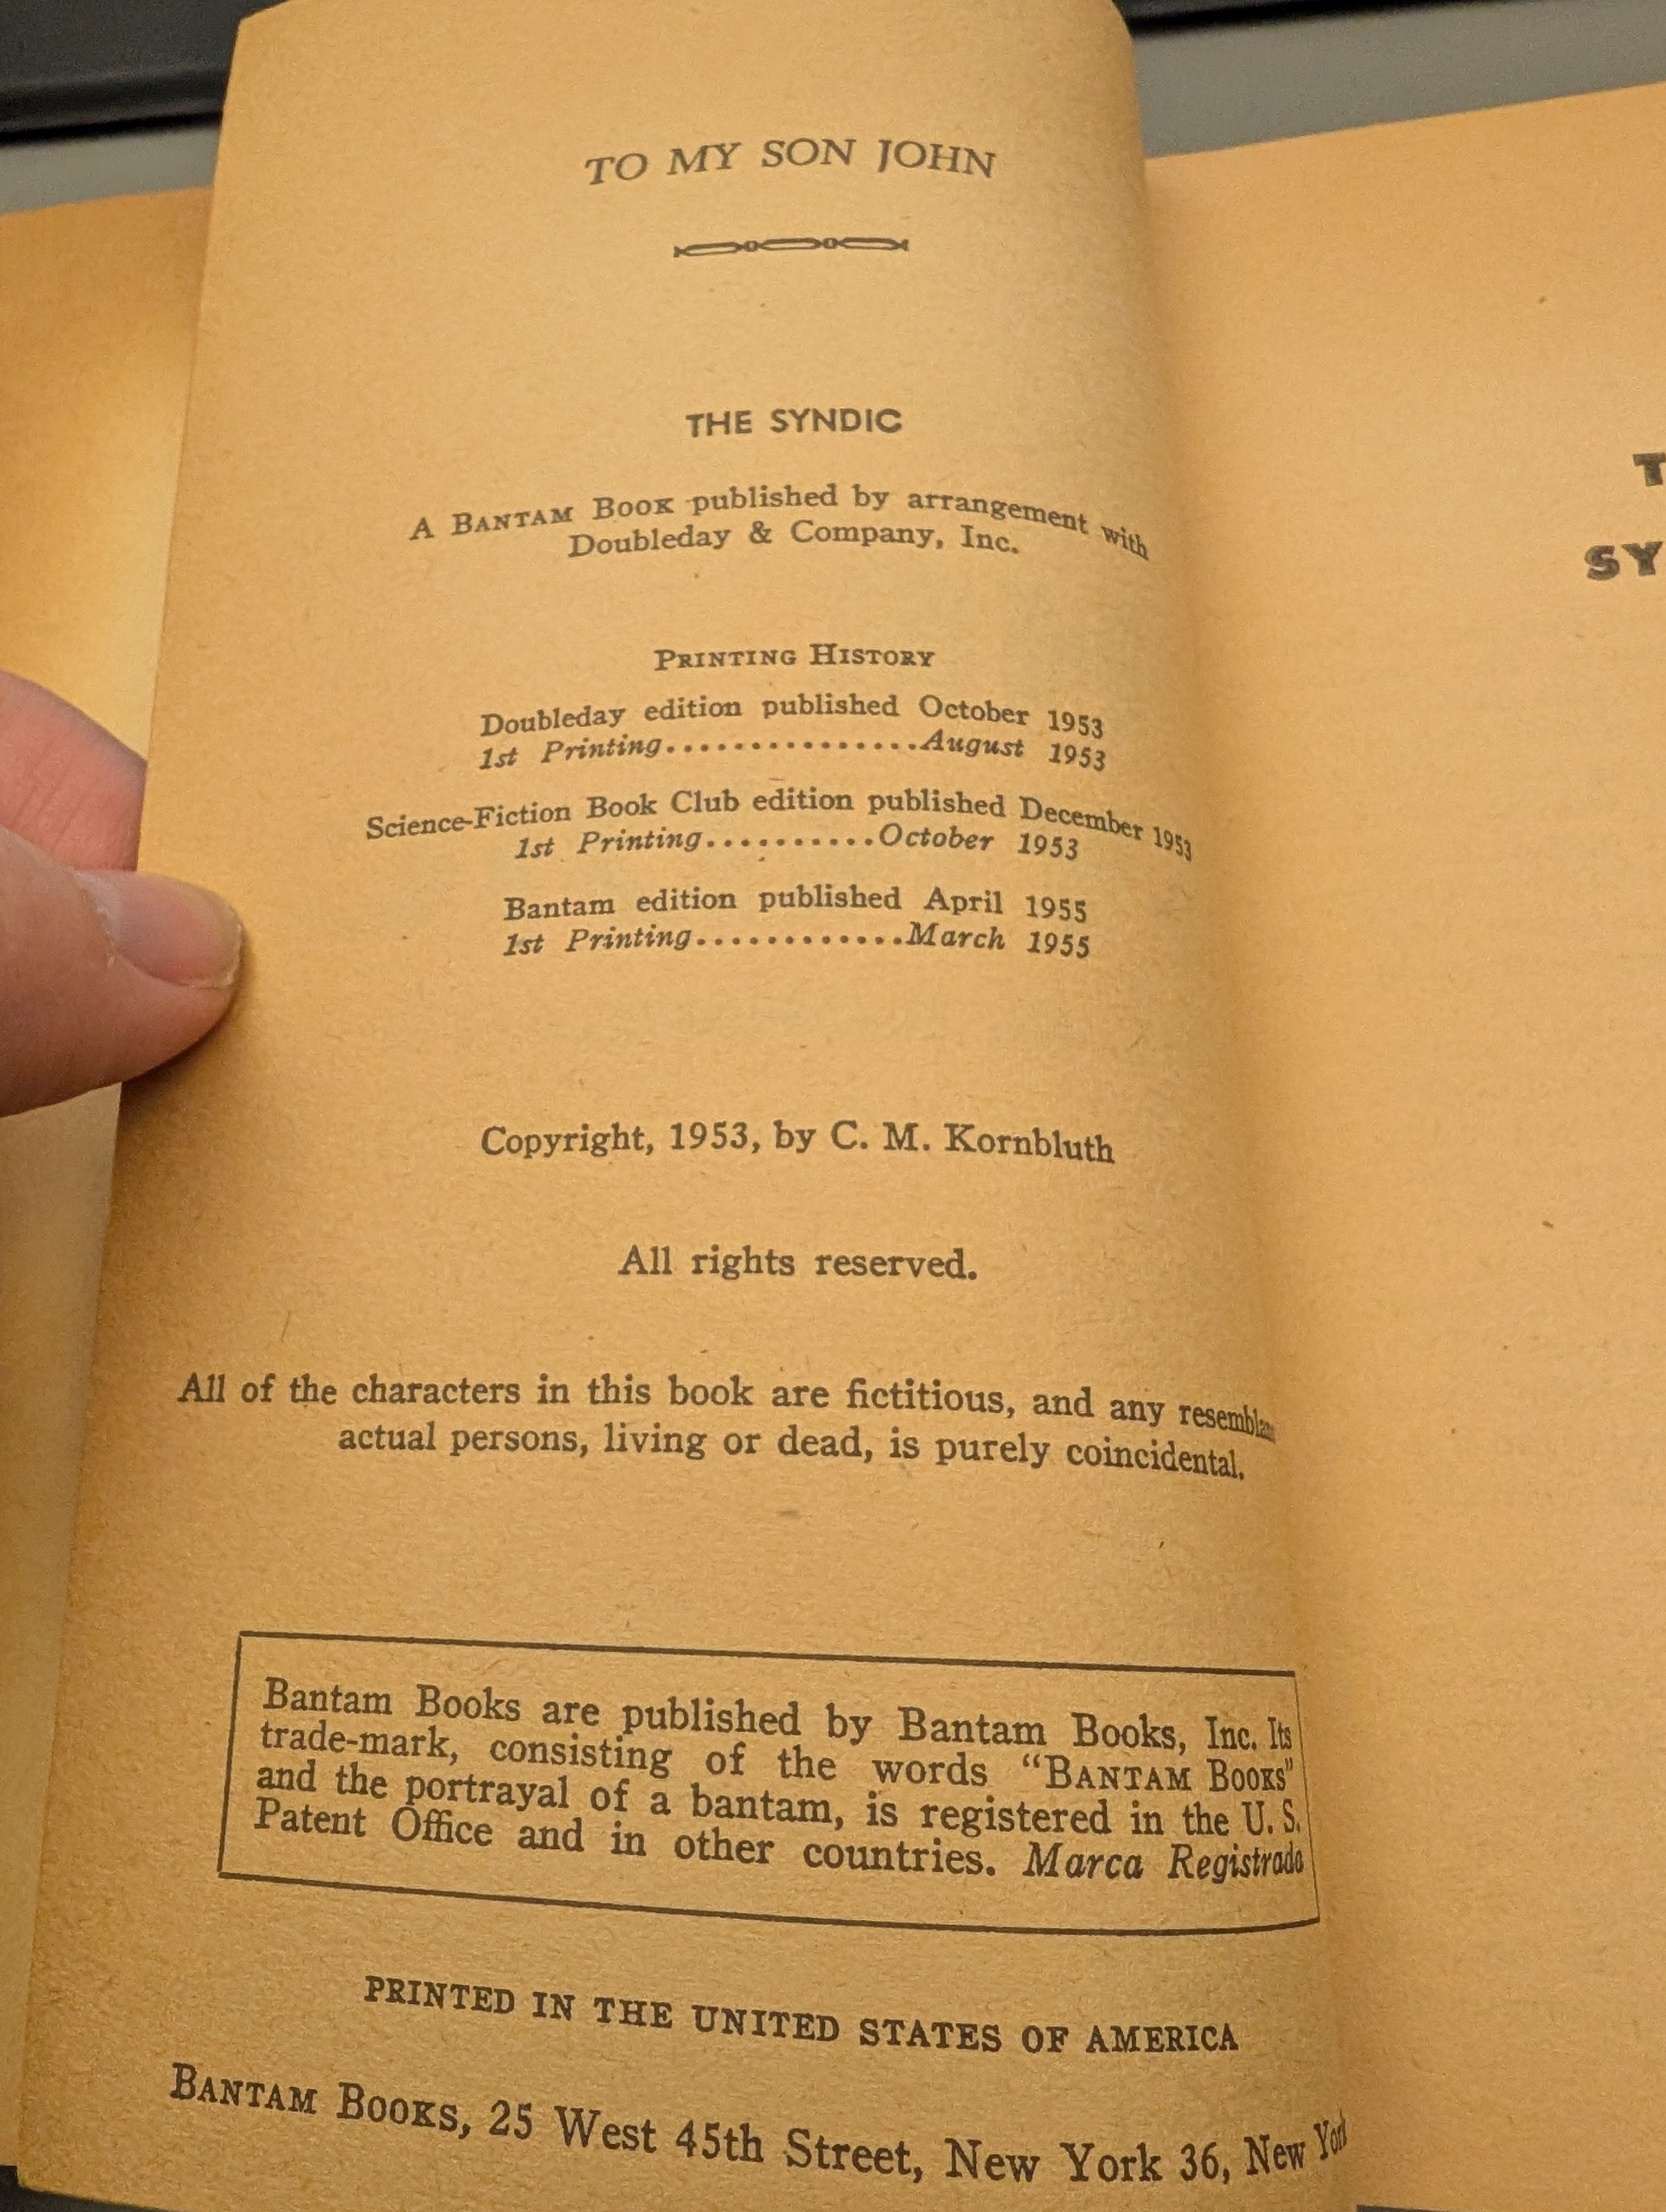 TO MY SON JOHN
THE SYNDIC
A BANTAM BOOK published by arrangement with
Doubleday & Company, Inc.
PRINTING HISTORY
Doubleday edition published October 1953
1st Printing...............August 1953
Science-Fiction Book Club edition published December 1953
1st Printing..........October 1953
Bantam edition published April 1955
1st Printing............March 1955
Copyright, 1953, by C. M. Kornbluth
All rights reserved.
All of the characters in this book are fictitious, and any
actual persons, living or dead, is purely coincidental.
Bantam Books are published by Bantam Books, Inc. Its
trade-mark, consisting of the words "BANTAM BOOKS"
and the portrayal of a bantam, is registered in the U. S.
Patent Office and in other countries. Marca Registrada
PRINTED IN THE UNITED STATES OF AMERICA
BANTAM BOOKS, 25 West 45th Street, New York 36, New York
T
SY